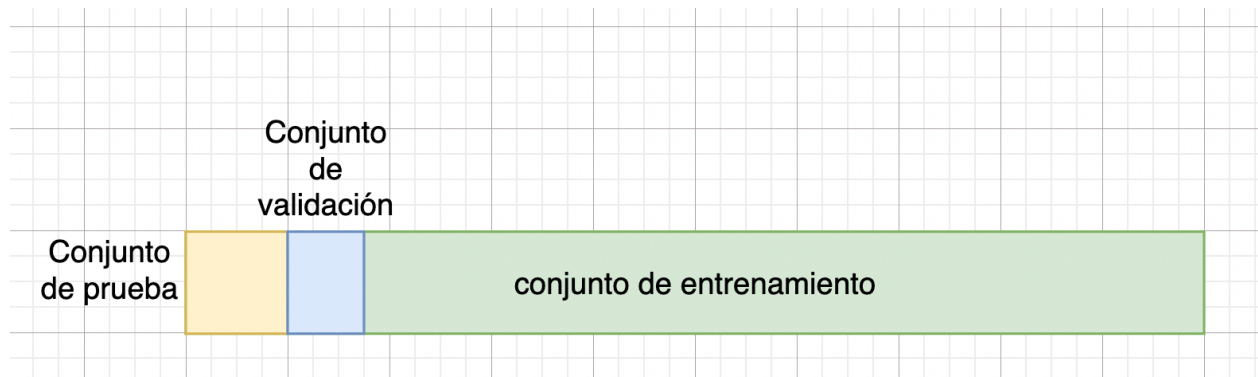 Conjunto
de
validación
Conjunto
de prueba
conjunto de entrenamiento